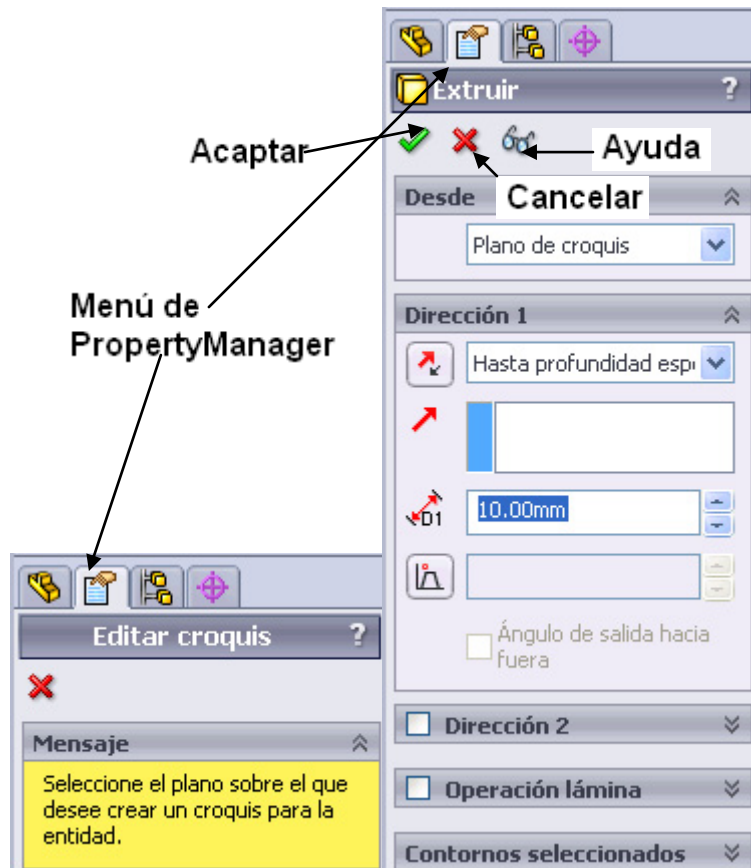 Extruir ?
Acaptar
Ayuda
Cancelar
Desde
Plano de croquis
Menú de
PropertyManager
Dirección 1
Hasta profundidad esp
D1
10.00mm
Ángulo de salida hacia
fuera
Dirección 2
Operación lámina
Contornos seleccionados
Editar croquis ?
Mensaje
Seleccione el plano sobre el que
desee crear un croquis para la
entidad.